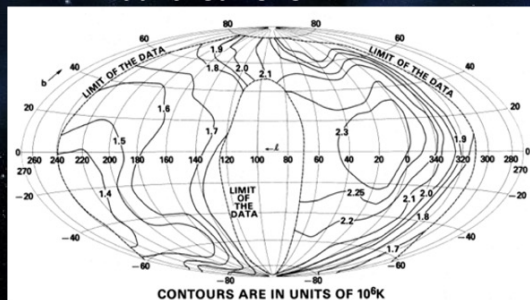 80 80
60 60
40 40
b
LIMIT OF THE DATA
LIMIT OF THE DATA
1.9
1.8 2.0
2.1
20 20
1.6
1.5
1.7
2.3
1.9
0 0
260 240 220 200 180 160 140 120 100 80 60 40 20 0 340 320 300 280
270 270
l
1.4
LIMIT
OF
THE
DATA
2.25
2.2
2.1 2.0
1.8
1.7
-20 -20
-40 -40
-60 -60
-80 -80
CONTOURS ARE IN UNITS OF 10⁶K